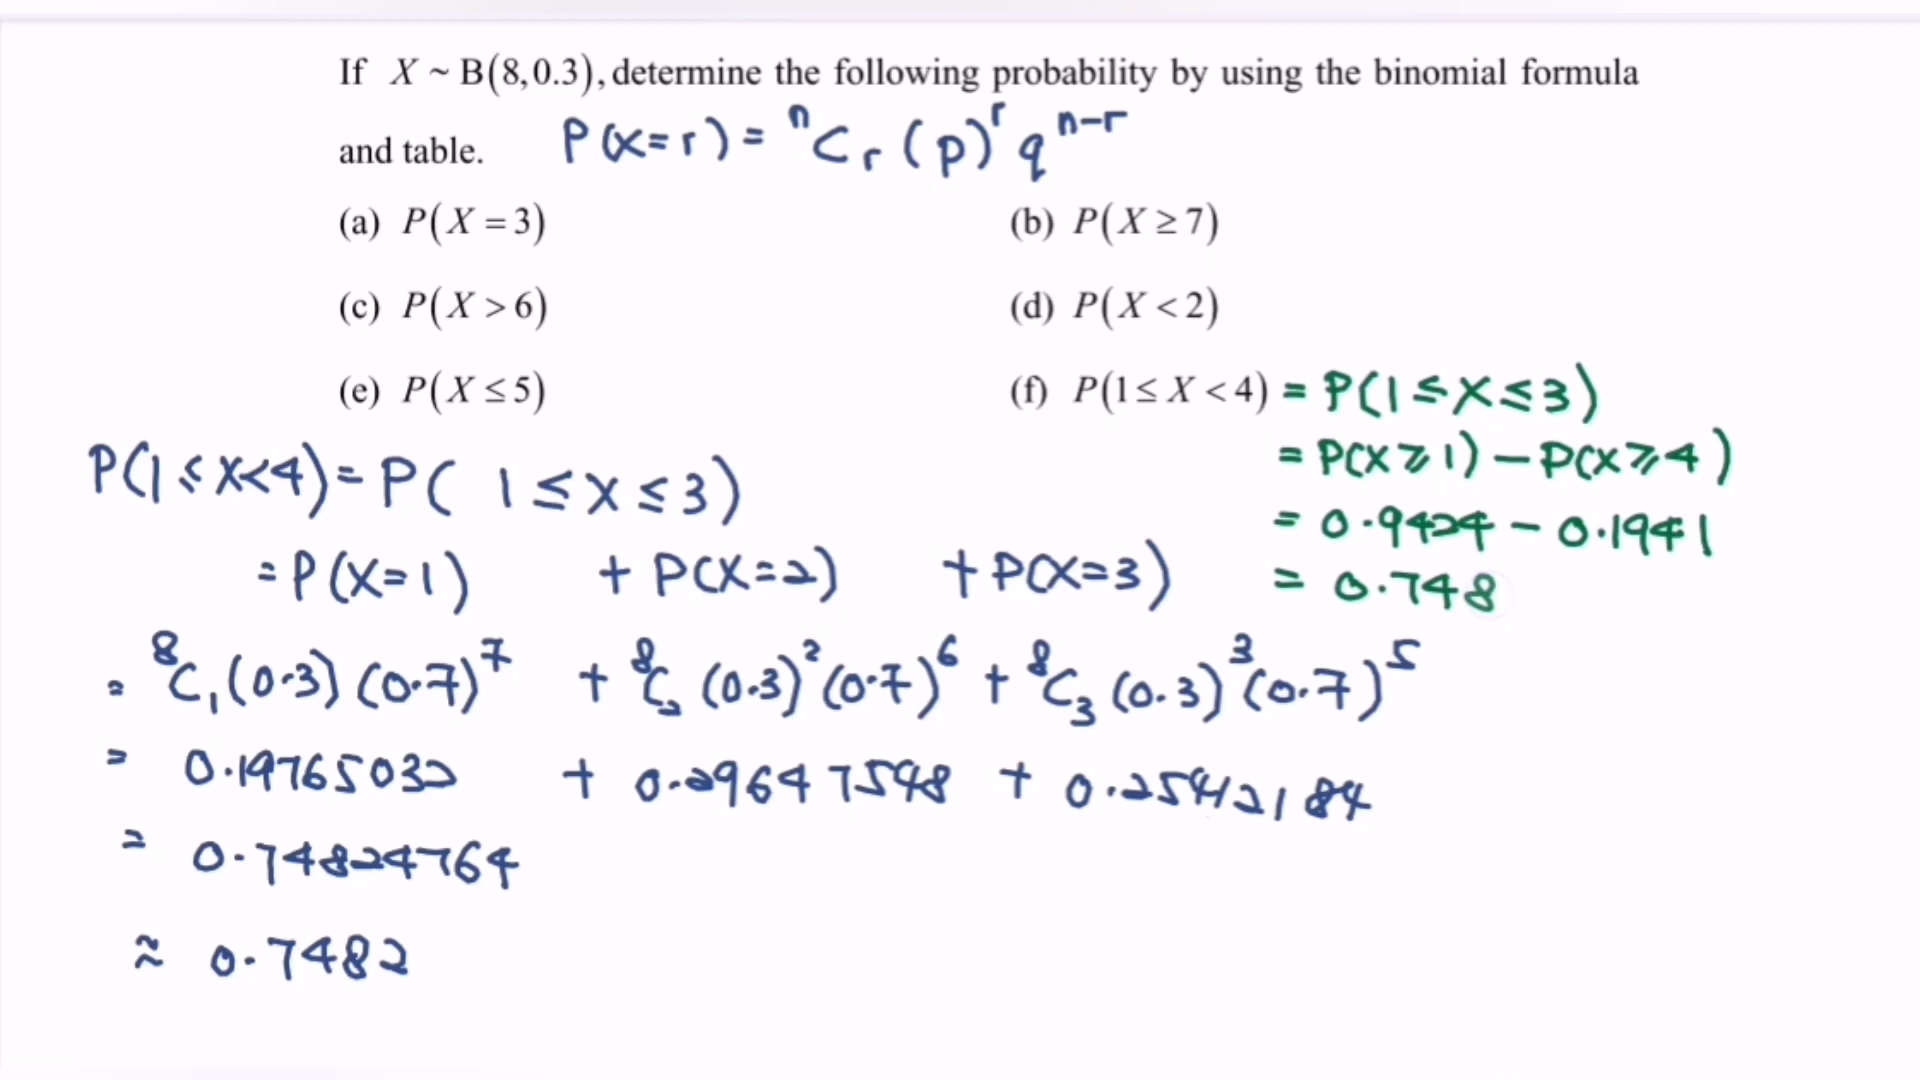 If X ~ B(8,0.3), determine the following probability by using the binomial formula
and table. P(X=r) = ⁿCᵣ (p)ʳ qⁿ⁻ʳ
(a) P(X = 3) (b) P(X ≥ 7)
(c) P(X > 6) (d) P(X < 2)
(e) P(X ≤ 5) (f) P(1 ≤ X < 4) = P(1 ≤ X ≤ 3)
= P(X ≥ 1) − P(X ≥ 4)
= 0.9424 − 0.1941
= 0.748
P(1 ≤ X < 4) = P( 1 ≤ X ≤ 3)
= P(X=1) + P(X=2) + P(X=3)
= ⁸C₁(0.3)(0.7)⁷ + ⁸C₂(0.3)²(0.7)⁶ + ⁸C₃(0.3)³(0.7)⁵
= 0.19765032 + 0.29647548 + 0.25412184
= 0.74824764
≈ 0.7482